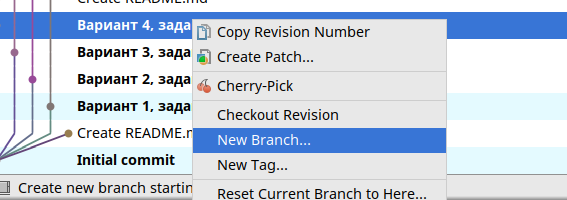 Create README.md
Вариант 4, зада
Вариант 3, зада
Вариант 2, зада
Вариант 1, зада
Create README.m
Initial commit
Create new branch startin
Copy Revision Number
Create Patch...
Cherry-Pick
Checkout Revision
New Branch...
New Tag...
Reset Current Branch to Here...